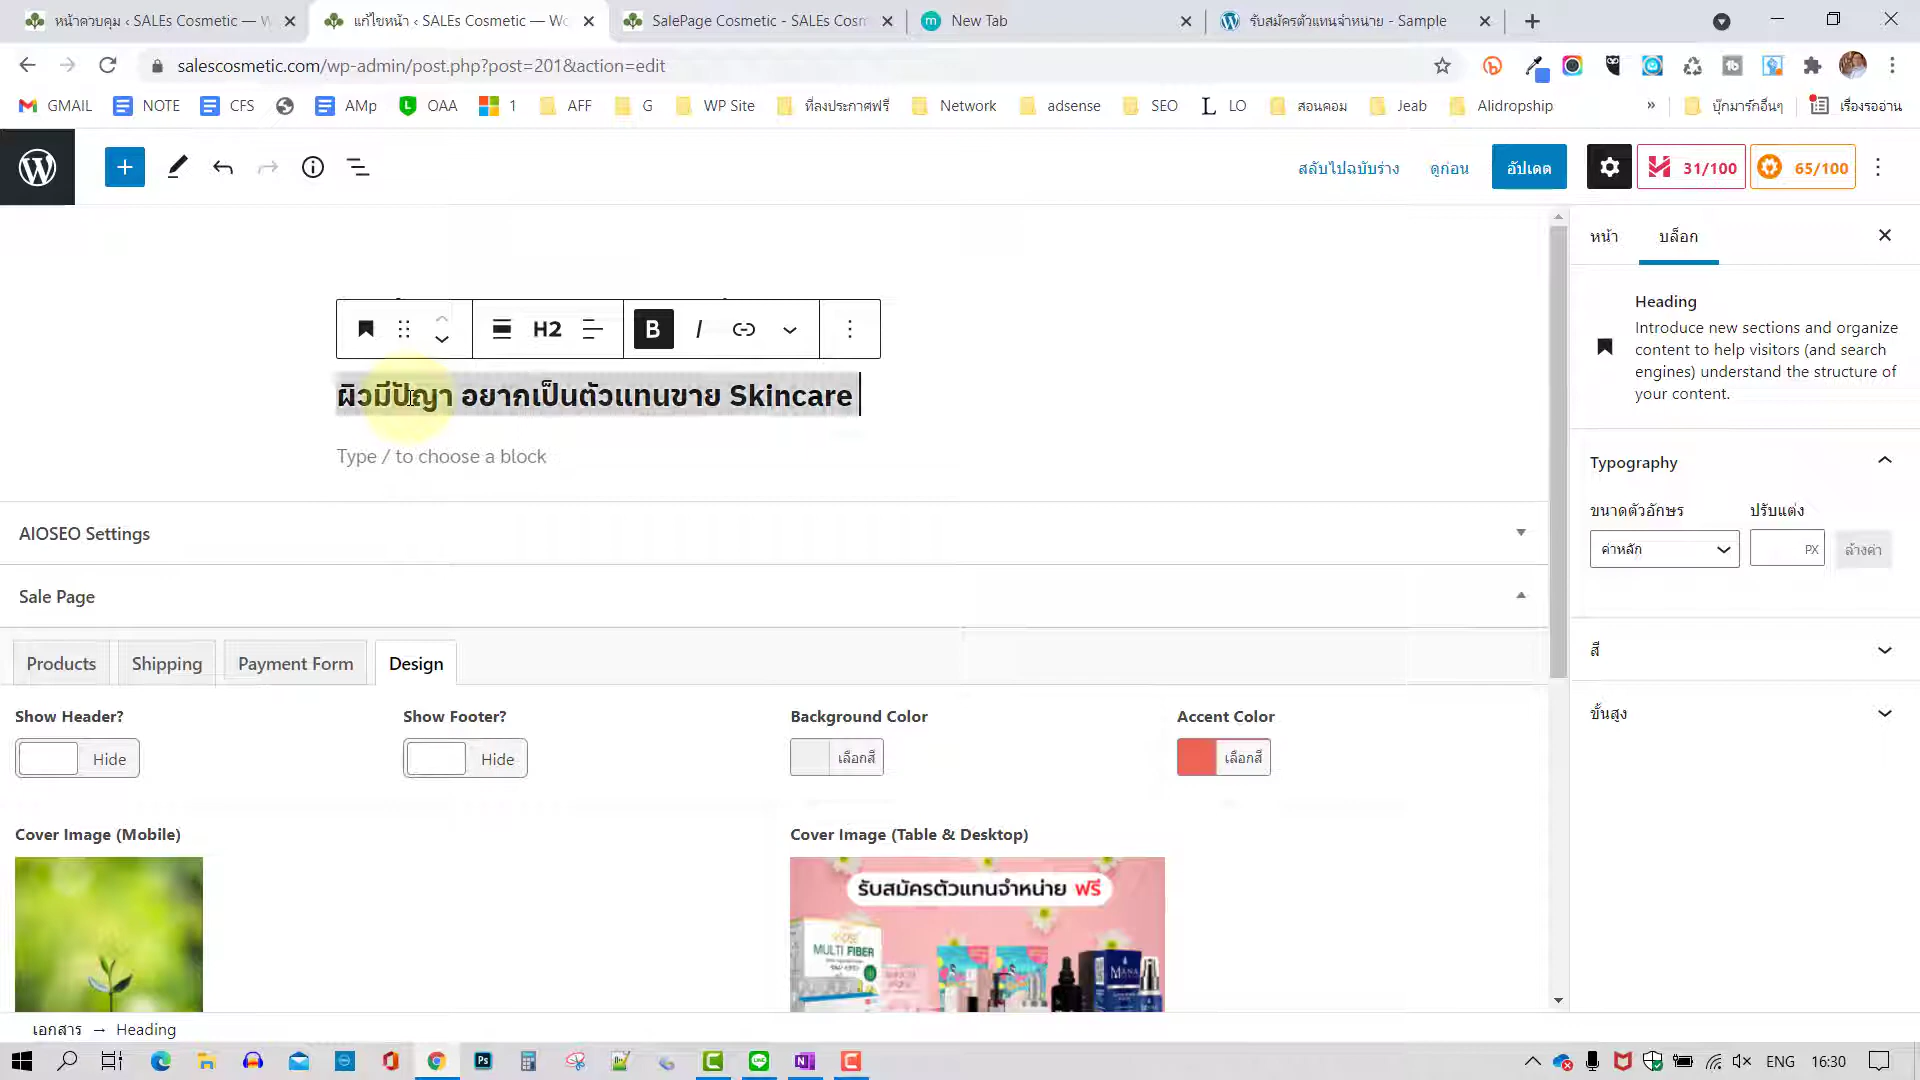 หน้าควบคุม ‹ SALEs Cosmetic — W
แก้ไขหน้า ‹ SALEs Cosmetic — Wo
SalePage Cosmetic - SALEs Cosm
New Tab
รับสมัครตัวแทนจำหน่าย - Sample
salescosmetic.com/wp-admin/post.php?post=201&action=edit
GMAIL
NOTE
CFS
AMp
OAA
1
AFF
G
WP Site
ที่ลงประกาศฟรี
Network
adsense
SEO
LO
สอนคอม
Jeab
Alidropship
»
บุ๊กมาร์กอื่นๆ
เรื่องรออ่าน
สลับไปฉบับร่าง
ดูก่อน
อัปเดต
31/100
65/100
หน้า
บล็อก
H2
B
I
Heading
Introduce new sections and organize
content to help visitors (and search
engines) understand the structure of
your content.
ผิวมีปัญญา อยากเป็นตัวแทนขาย Skincare
Type / to choose a block
Typography
ขนาดตัวอักษร
ปรับแต่ง
ค่าหลัก
PX
ล้างค่า
AIOSEO Settings
Sale Page
สี
ขั้นสูง
Products
Shipping
Payment Form
Design
Show Header?
Show Footer?
Background Color
Accent Color
Hide
Hide
เลือกสี
เลือกสี
Cover Image (Mobile)
Cover Image (Table & Desktop)
รับสมัครตัวแทนจำหน่าย ฟรี
MULTI FIBER
MANA
เอกสาร → Heading
ENG
16:30